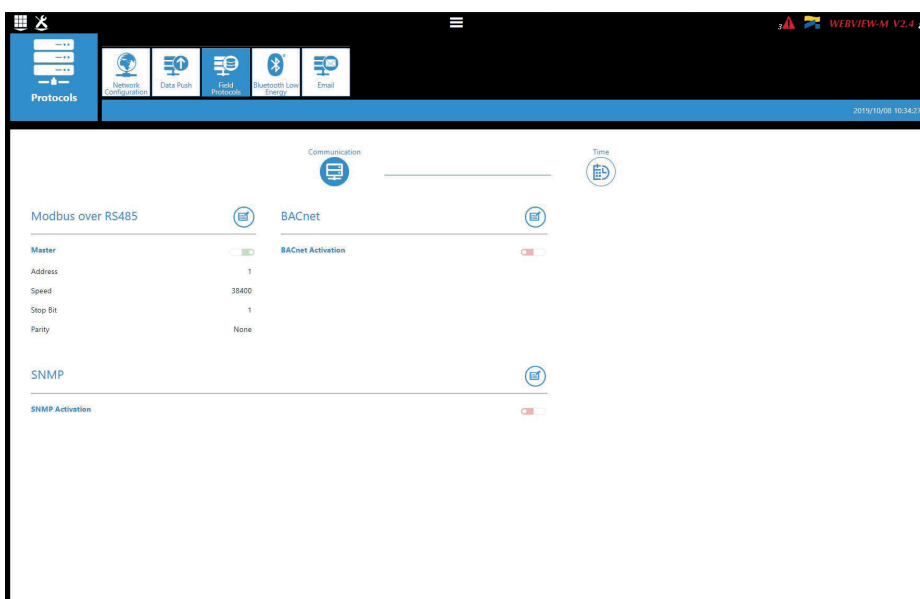 3
WEBVIEW-M V2.4
Protocols
Network
Configuration
Data Push
Field
Protocols
Bluetooth Low
Energy
Email
2019/10/08 10:34:27
Communication
Time
Modbus over RS485
BACnet
Master
BACnet Activation
Address 1
Speed 38400
Stop Bit 1
Parity None
SNMP
SNMP Activation